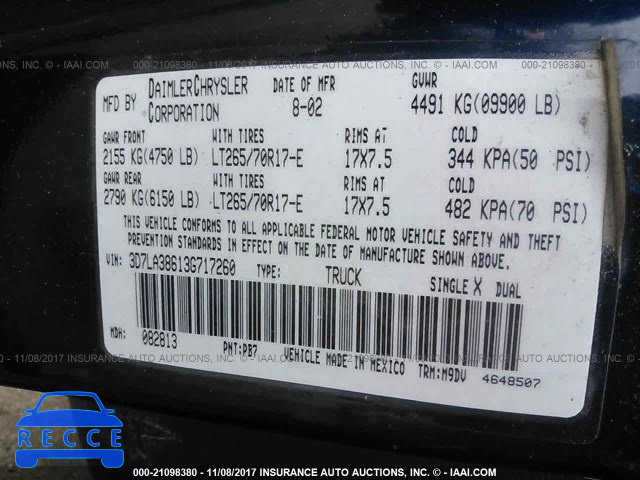 #000-21098380 - 11/08/2017 INSURANCE AUTO AUCTIONS, INC. - © IAAI.COM
MFD BY DAIMLERCHRYSLER CORPORATION DATE OF MFR 8-02 GVWR 4491 KG(09900 LB)
GAWR FRONT WITH TIRES RIMS AT COLD
2155 KG(4750 LB) LT265/70R17-E 17X7.5 344 KPA(50 PSI)
GAWR REAR WITH TIRES RIMS AT COLD
2790 KG(6150 LB) LT265/70R17-E 17X7.5 482 KPA(70 PSI)
THIS VEHICLE CONFORMS TO ALL APPLICABLE FEDERAL MOTOR VEHICLE SAFETY AND THEFT
PREVENTION STANDARDS IN EFFECT ON THE DATE OF MANUFACTURE SHOWN ABOVE.
VIN: 3D7LA38613G717260 TYPE: TRUCK SINGLE X DUAL
MDH: 082813 PNT:PB7 VEHICLE MADE IN MEXICO TRM:M9DV 4648507
RECCE
#000-21098380 - 11/08/2017 INSURANCE AUTO AUCTIONS, INC. - © IAAI.COM